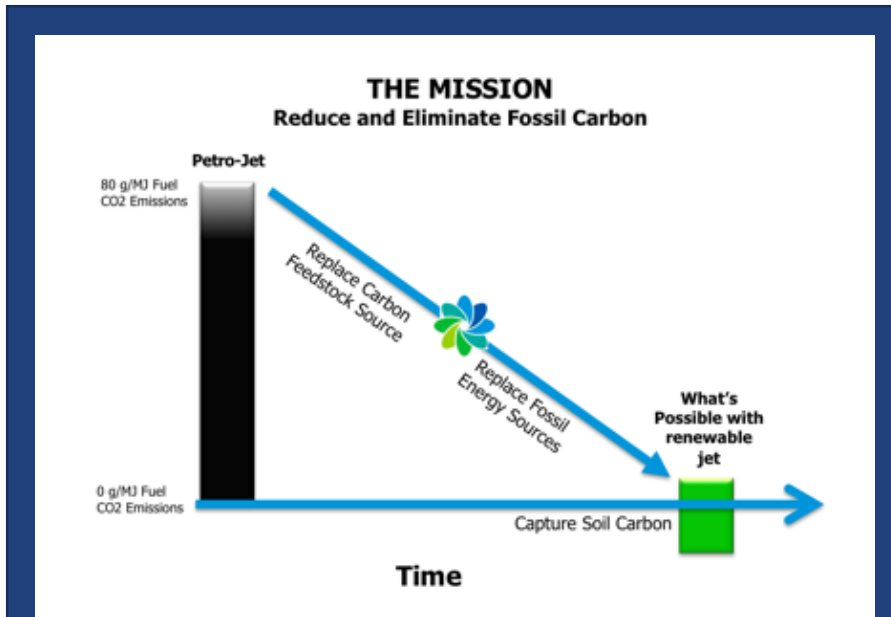 THE MISSION
Reduce and Eliminate Fossil Carbon
Petro-Jet
80 g/MJ Fuel
CO2 Emissions
Replace Carbon
Feedstock Source
Replace Fossil
Energy Sources
What's
Possible with
renewable
jet
0 g/MJ Fuel
CO2 Emissions
Capture Soil Carbon
Time